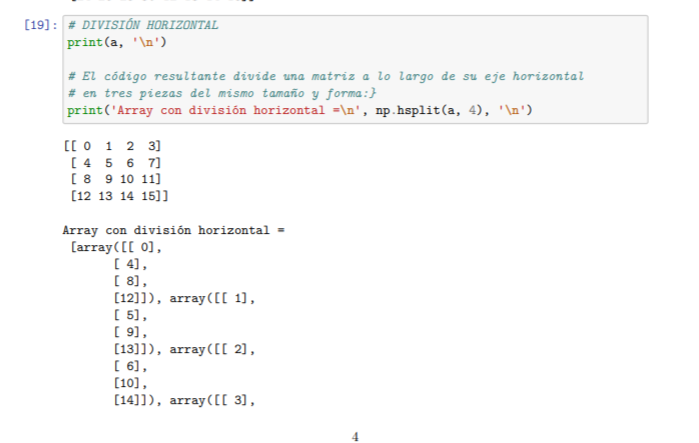 [19]: # DIVISIÓN HORIZONTAL
print(a, '\n')
# El código resultante divide una matriz a lo largo de su eje horizontal
# en tres piezas del mismo tamaño y forma:}
print('Array con división horizontal =\n', np.hsplit(a, 4), '\n')
[[ 0  1  2  3]
 [ 4  5  6  7]
 [ 8  9 10 11]
 [12 13 14 15]]
Array con división horizontal =
 [array([[ 0],
       [ 4],
       [ 8],
       [12]]), array([[ 1],
       [ 5],
       [ 9],
       [13]]), array([[ 2],
       [ 6],
       [10],
       [14]]), array([[ 3],
4